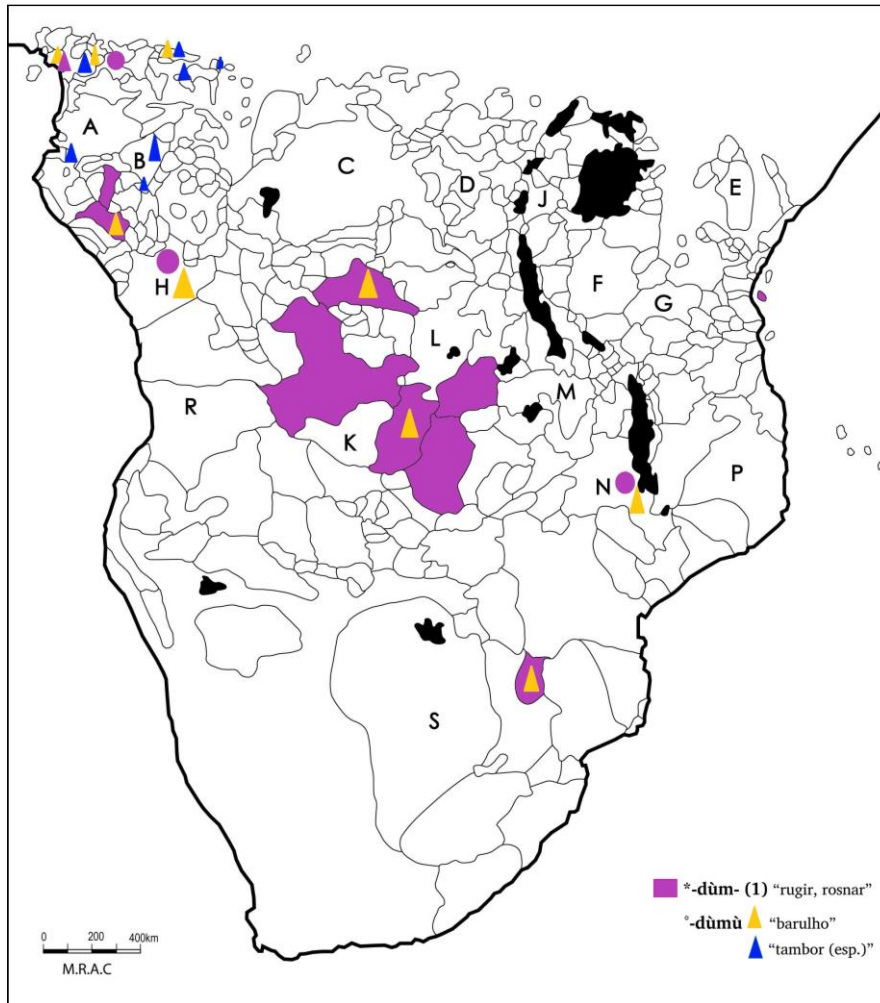 A
B
C
D
J
E
H
F
G
L
R
M
K
N
P
S
*-dùm- (1) “rugir, rosnar”
°-dùmù “barulho”
“tambor (esp.)”
0 200 400km
M.R.A.C